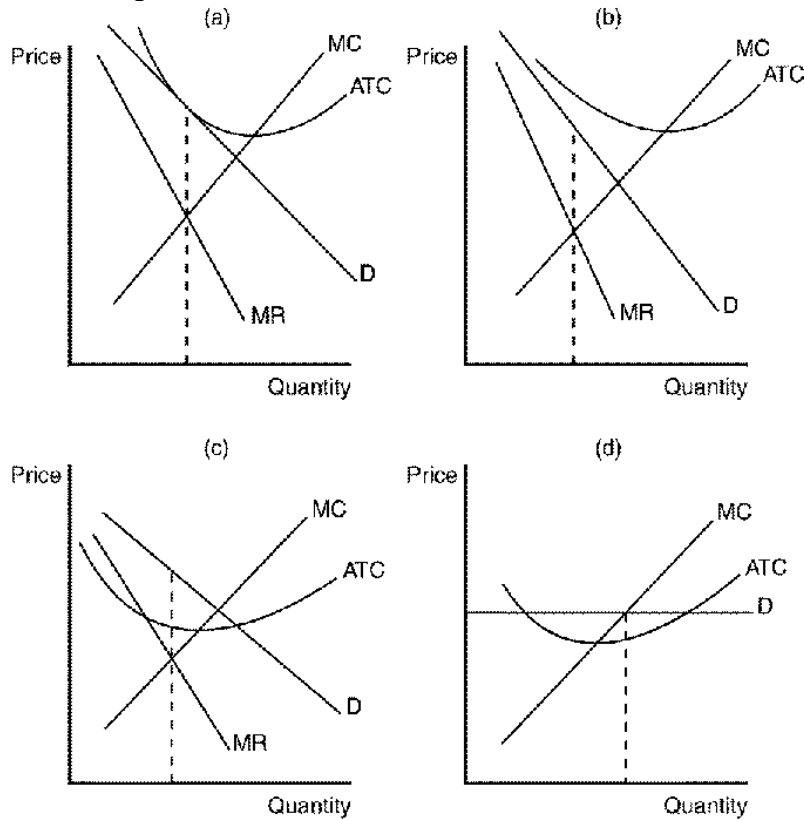 (a)
Price
MC
ATC
D
MR
Quantity
(b)
Price
MC
ATC
MR
D
Quantity
(c)
Price
MC
ATC
D
MR
Quantity
(d)
Price
MC
ATC
D
Quantity